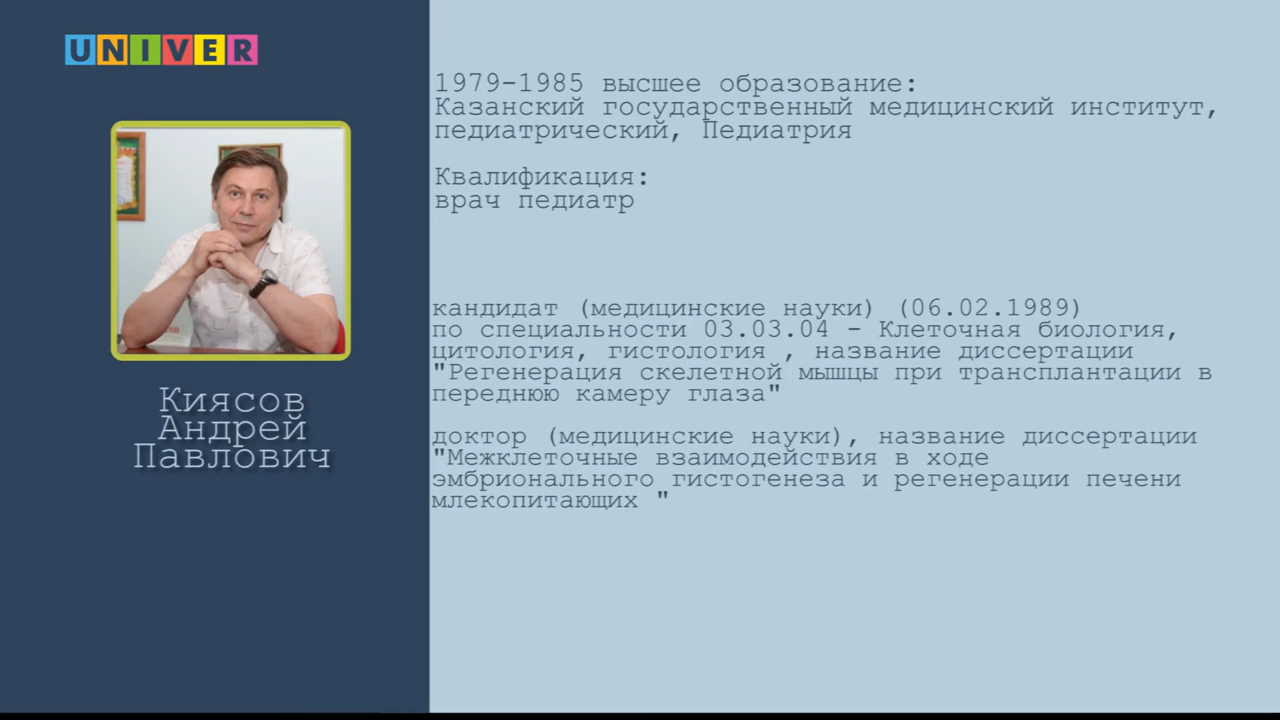 UNIVER
Киясов
Андрей
Павлович
1979-1985 высшее образование:
Казанский государственный медицинский институт,
педиатрический, Педиатрия
Квалификация:
врач педиатр
кандидат (медицинские науки) (06.02.1989)
по специальности 03.03.04 - Клеточная биология,
цитология, гистология , название диссертации
"Регенерация скелетной мышцы при трансплантации в
переднюю камеру глаза"
доктор (медицинские науки), название диссертации
"Межклеточные взаимодействия в ходе
эмбрионального гистогенеза и регенерации печени
млекопитающих "